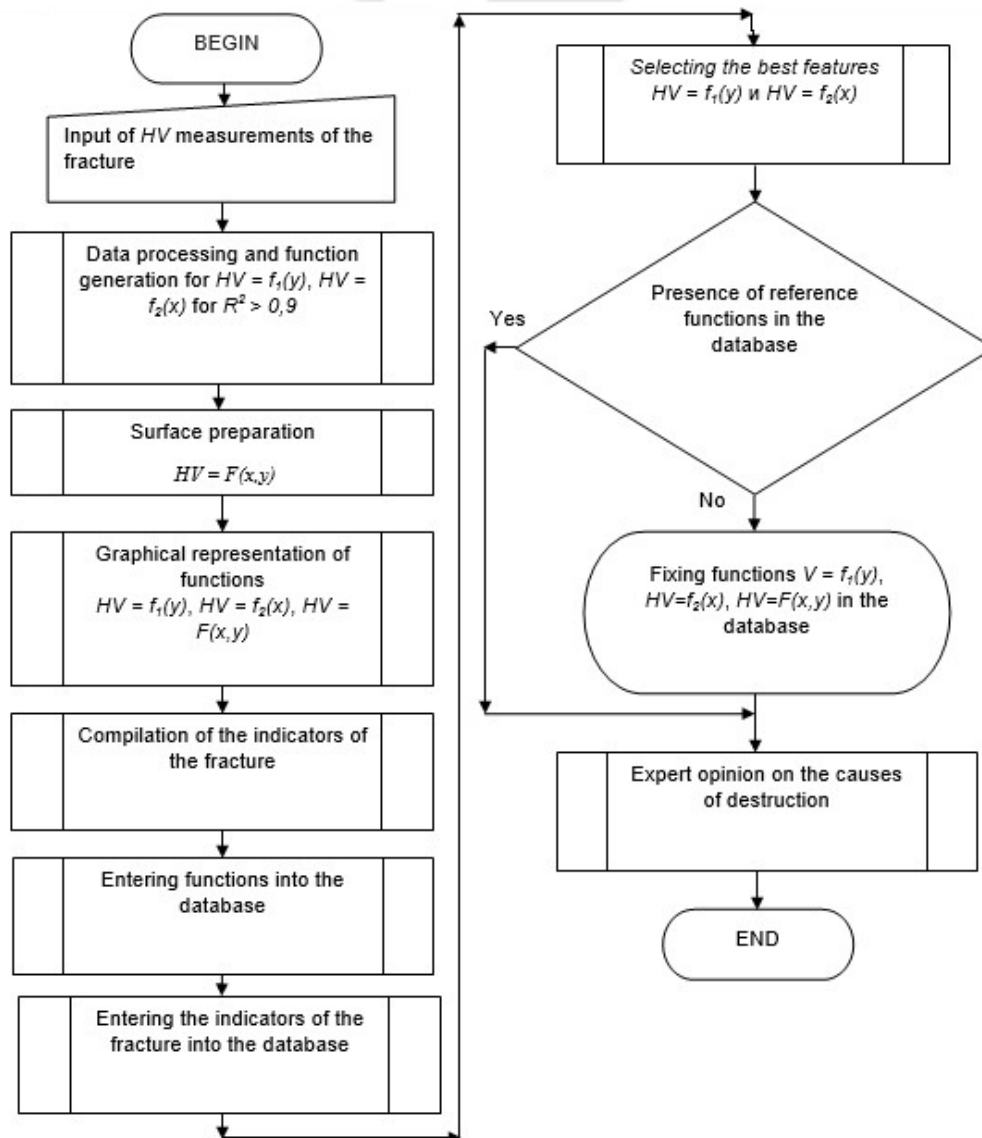 BEGIN
Input of HV measurements of the
fracture
Data processing and function
generation for HV = f₁(y), HV =
f₂(x) for R² > 0,9
Surface preparation
HV = F(x,y)
Graphical representation of
functions
HV = f₁(y), HV = f₂(x), HV =
F(x,y)
Compilation of the indicators of
the fracture
Entering functions into the
database
Entering the indicators of the
fracture into the database
Selecting the best features
HV = f₁(y) и HV = f₂(x)
Presence of reference
functions in the
database
Yes
No
Fixing functions V = f₁(y),
HV=f₂(x), HV=F(x,y) in the
database
Expert opinion on the causes
of destruction
END